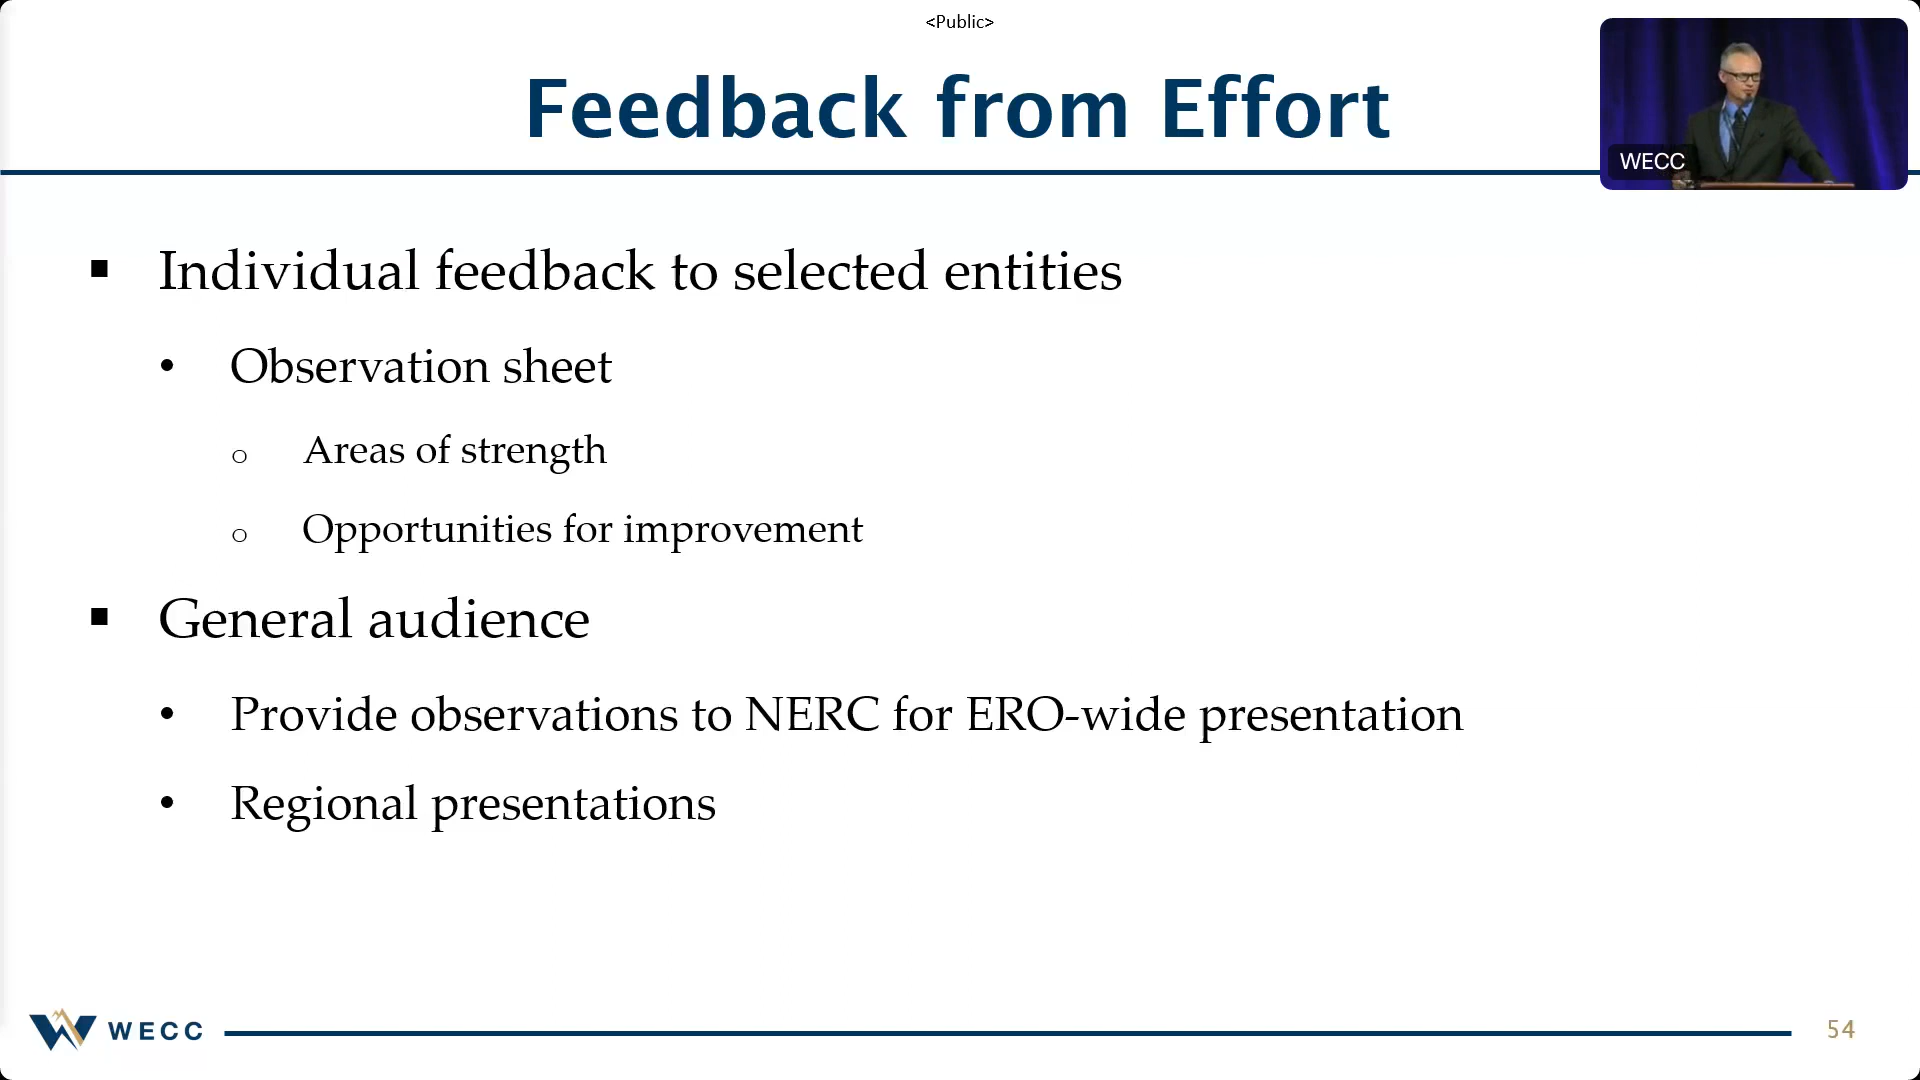 <Public>
Feedback from Effort
WECC
▪ Individual feedback to selected entities
• Observation sheet
o Areas of strength
o Opportunities for improvement
▪ General audience
• Provide observations to NERC for ERO-wide presentation
• Regional presentations
WECC
54